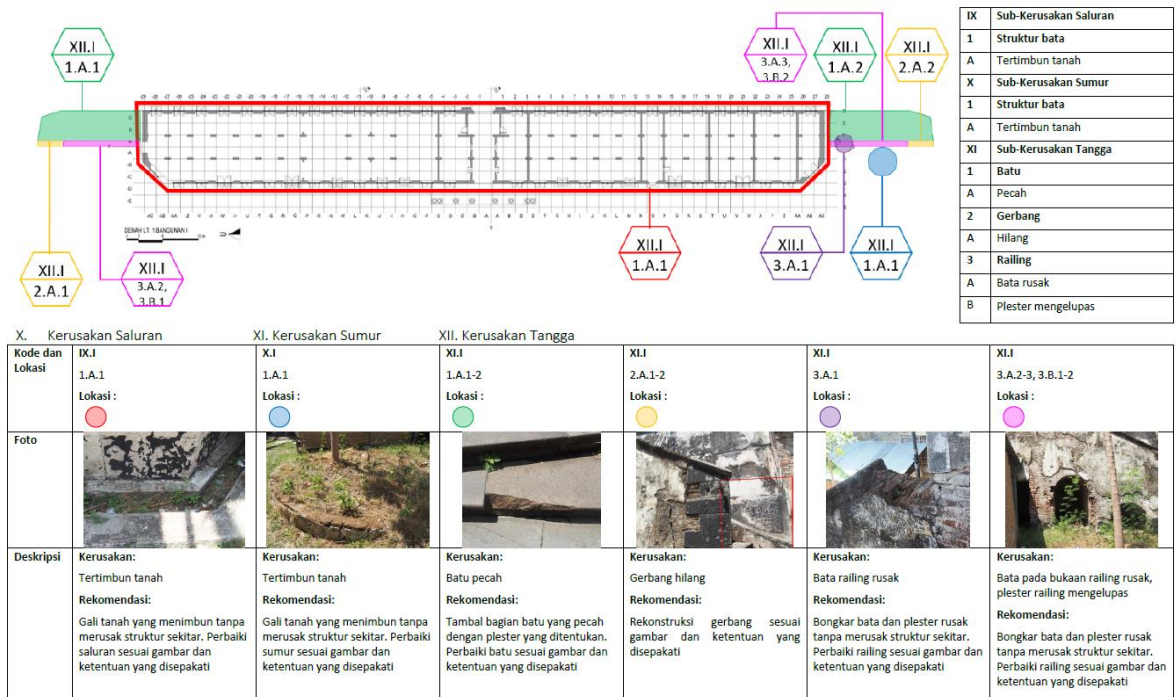 XII.I
1.A.1
XII.I
3.A.3,
3.B.2
XII.I
1.A.2
XII.I
2.A.2
DENAH LT. 1 BANGUNAN I
XII.I
2.A.1
XII.I
3.A.2,
3.B.1
XII.I
1.A.1
XII.I
3.A.1
XII.I
1.A.1
IX Sub-Kerusakan Saluran
1 Struktur bata
A Tertimbun tanah
X Sub-Kerusakan Sumur
1 Struktur bata
A Tertimbun tanah
XI Sub-Kerusakan Tangga
1 Batu
A Pecah
2 Gerbang
A Hilang
3 Railing
A Bata rusak
B Plester mengelupas
X. Kerusakan Saluran XI. Kerusakan Sumur XII. Kerusakan Tangga
Kode dan
Lokasi
IX.I
1.A.1
Lokasi :
X.I
1.A.1
Lokasi :
XI.I
1.A.1-2
Lokasi :
XI.I
2.A.1-2
Lokasi :
XI.I
3.A.1
Lokasi :
XI.I
3.A.2-3, 3.B.1-2
Lokasi :
Foto
Deskripsi
Kerusakan:
Tertimbun tanah
Rekomendasi:
Gali tanah yang menimbun tanpa
merusak struktur sekitar. Perbaiki
saluran sesuai gambar dan
ketentuan yang disepakati
Kerusakan:
Tertimbun tanah
Rekomendasi:
Gali tanah yang menimbun tanpa
merusak struktur sekitar. Perbaiki
sumur sesuai gambar dan
ketentuan yang disepakati
Kerusakan:
Batu pecah
Rekomendasi:
Tambal bagian batu yang pecah
dengan plester yang ditentukan.
Perbaiki batu sesuai gambar dan
ketentuan yang disepakati
Kerusakan:
Gerbang hilang
Rekomendasi:
Rekonstruksi gerbang sesuai
gambar dan ketentuan yang
disepakati
Kerusakan:
Bata railing rusak
Rekomendasi:
Bongkar bata dan plester rusak
tanpa merusak struktur sekitar.
Perbaiki railing sesuai gambar dan
ketentuan yang disepakati
Kerusakan:
Bata pada bukaan railing rusak,
plester railing mengelupas
Rekomendasi:
Bongkar bata dan plester rusak
tanpa merusak struktur sekitar.
Perbaiki railing sesuai gambar dan
ketentuan yang disepakati